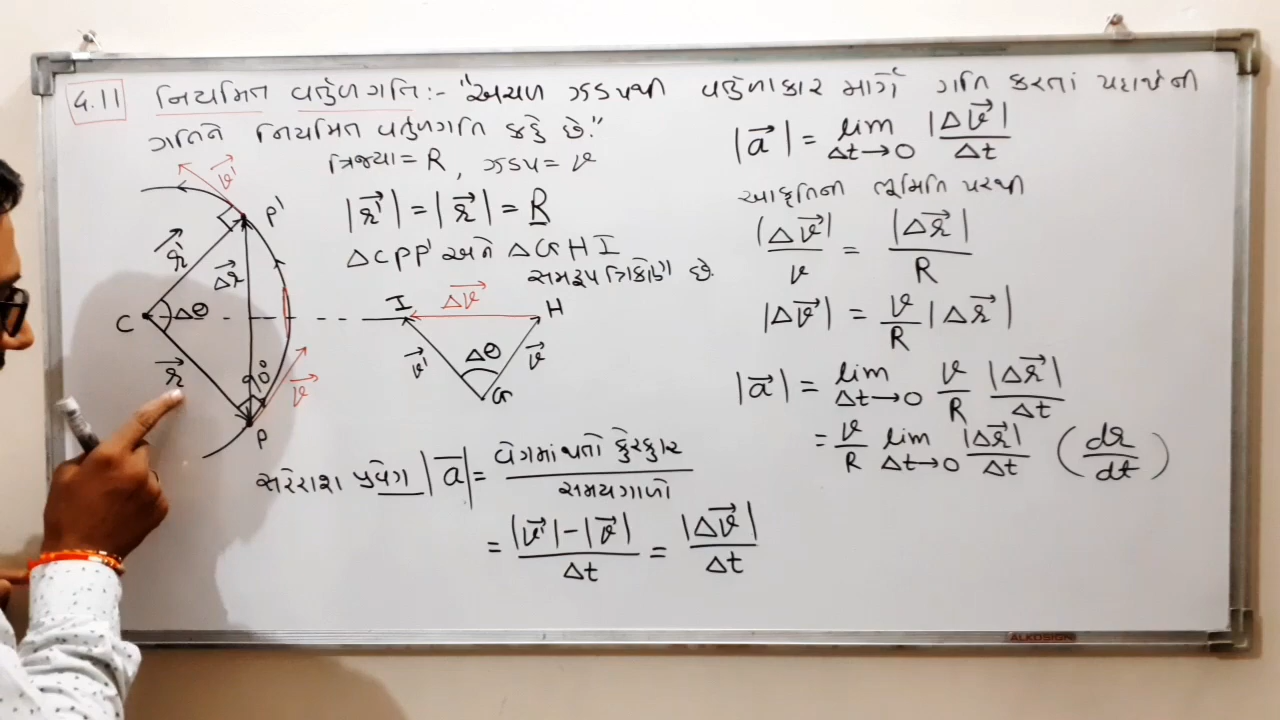 4.11 નિયમિત વર્તુળગતિ :- "અચળ ઝડપથી વર્તુળાકાર માર્ગે ગતિ કરતાં પદાર્થની
ગતિને નિયમિત વર્તુળગતિ કહે છે."
ત્રિજ્યા = R, ઝડપ = v
|r⃗'| = |r⃗| = R
ΔCPP' અને ΔGHI
સમરૂપ ત્રિકોણો છે.
v⃗'
P'
r⃗'
Δr⃗
C
Δθ
r⃗
90°
v⃗
P
I
Δv⃗
H
v⃗'
Δθ
v⃗
G
સરેરાશ પ્રવેગ |a⃗| = વેગમાં થતો ફેરફાર / સમયગાળો
= |v⃗'| - |v⃗| / Δt = |Δv⃗| / Δt
|a⃗| = lim Δt→0 |Δv⃗| / Δt
આકૃતિની ભૂમિતિ પરથી
|Δv⃗| / v = |Δr⃗| / R
|Δv⃗| = v/R |Δr⃗|
|a⃗| = lim Δt→0 v/R |Δr⃗| / Δt
= v/R lim Δt→0 |Δr⃗| / Δt (dr/dt)
ALKOSIGN